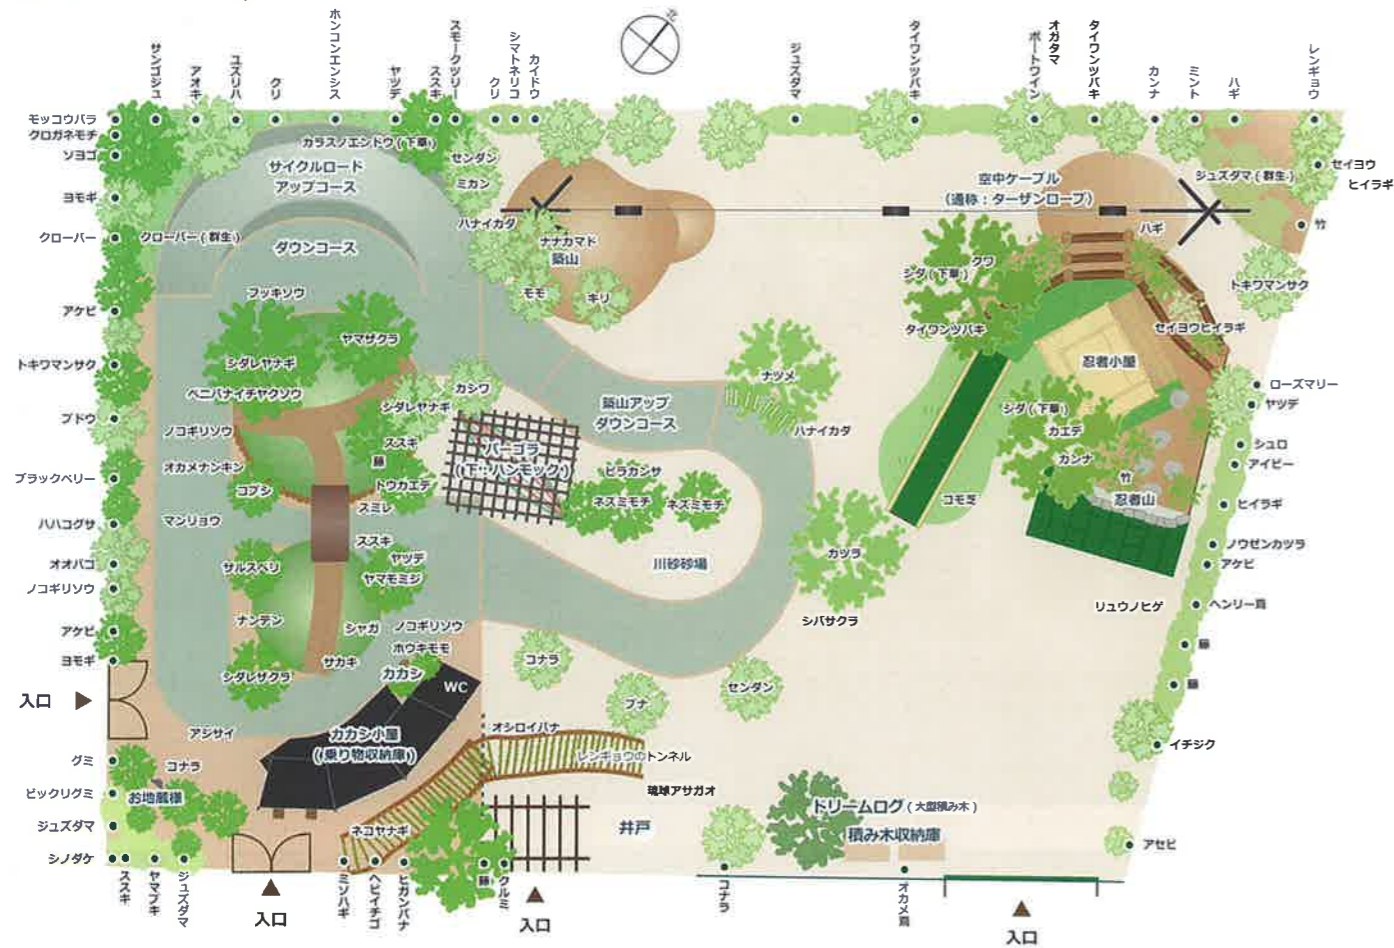 北
サンゴジュ
アオキ
ユズリハ
クリ
ホンコンエンシス
ヤツデ
ススキ
スモークツリー
クリ
シマトネリコ
カイドウ
ジュズダマ
タイワンツバキ
ポートワイン
オガタマ
タイワンツバキ
カンナ
ミント
ハギ
レンギョウ
モッコウバラ
クロガネモチ
ソヨゴ
ヨモギ
クローバー
アケビ
トキワマンサク
ブドウ
ブラックベリー
ハハコグサ
オオバコ
ノコギリソウ
アケビ
ヨモギ
入口
グミ
ビックリグミ
ジュズダマ
シノダケ
カラスノエンドウ(下草)
サイクルロード
アップコース
クローバー(群生)
ダウンコース
センダン
ミカン
ハナイカダ
ナナカマド
築山
モモ
キリ
空中ケーブル
(通称:ターザンロープ)
ジュズダマ(群生)
セイヨウ
ヒイラギ
竹
ハギ
クワ
シダ(下草)
タイワンツバキ
トキワマンサク
セイヨウヒイラギ
忍者小屋
フッキソウ
ヤマザクラ
シダレヤナギ
ベニバナイチヤクソウ
シダレヤナギ
カシワ
築山アップ
ダウンコース
ナツメ
ハナイカダ
ノコギリソウ
ススキ
パーゴラ
(下:ハンモック)
オカメナンキン
藤
コブシ
トウカエデ
スミレ
マンリョウ
ススキ
ヤツデ
サルスベリ
ヤマモミジ
ナンテン
シャガ
ノコギリソウ
ホウキモモ
サカキ
カカシ
シダレザクラ
WC
アジサイ
カカシ小屋
(乗り物収納庫)
コナラ
お地蔵様
ヒラカシサ
ネズミモチ
ネズミモチ
川砂砂場
カツラ
シバサクラ
コナラ
ブナ
センダン
オシロイバナ
レンギョウのトンネル
琉球アサガオ
ネコヤナギ
井戸
ドリームログ(大型積み木)
積み木収納庫
シダ(下草)
カエデ
カンナ
竹
忍者山
コモ芝
リュウノヒゲ
ローズマリー
ヤツデ
シュロ
アイビー
ヒイラギ
ノウゼンカツラ
アケビ
ヘンリー蔦
藤
藤
イチジク
アセビ
ススキ
ヤマブキ
ジュズダマ
入口
ミソハギ
ヘビイチゴ
ヒガンバナ
藤
クルミ
入口
コナラ
オカメ蔦
入口